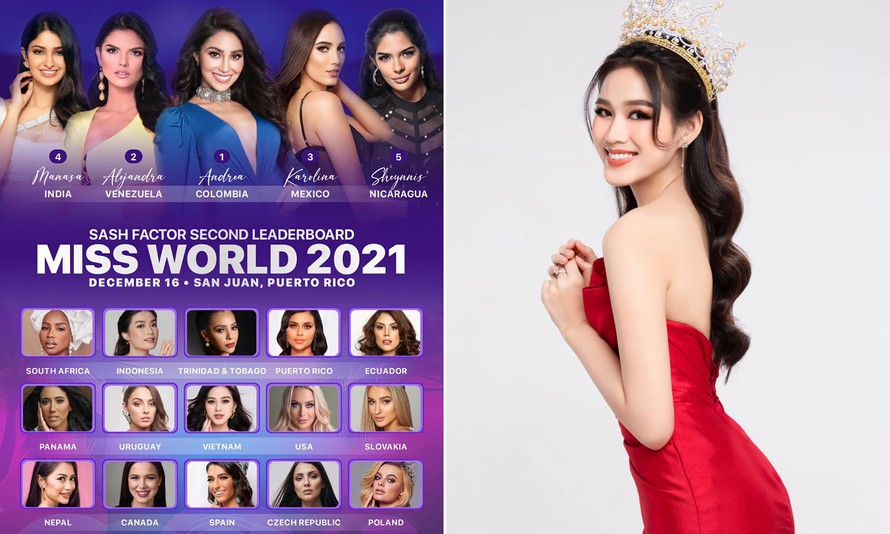 4
2
1
3
5
Manasa
Alejandra
Andrea
Karolina
Sheynnis
INDIA
VENEZUELA
COLOMBIA
MEXICO
NICARAGUA
SASH FACTOR SECOND LEADERBOARD
MISS WORLD 2021
DECEMBER 16 • SAN JUAN, PUERTO RICO
SOUTH AFRICA
INDONESIA
TRINIDAD & TOBAGO
PUERTO RICO
ECUADOR
PANAMA
URUGUAY
VIETNAM
USA
SLOVAKIA
NEPAL
CANADA
SPAIN
CZECH REPUBLIC
POLAND